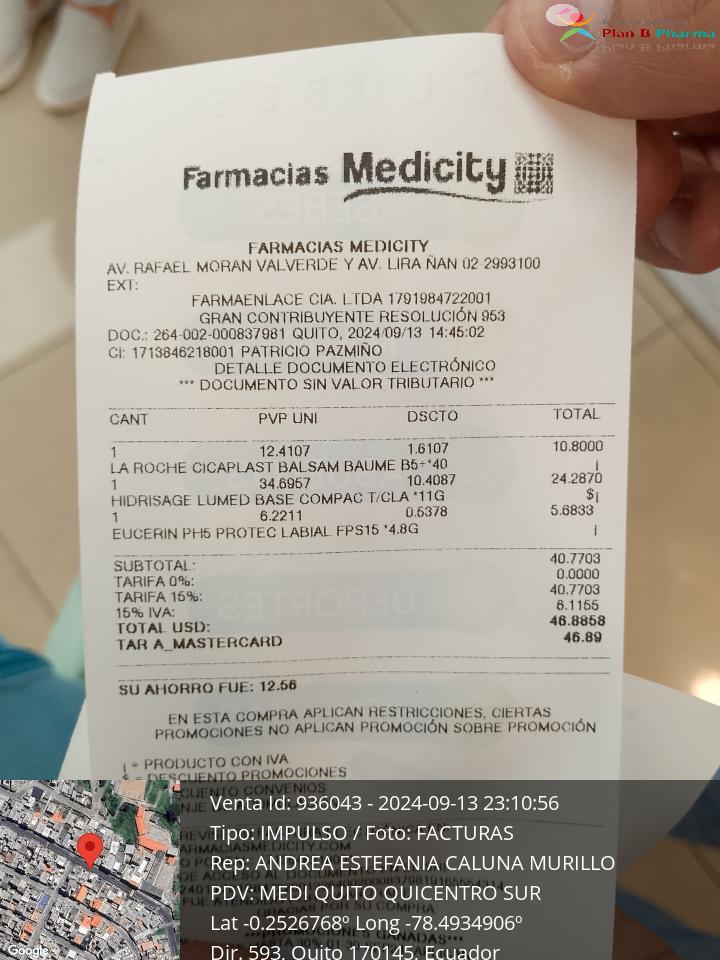 Plan B Pharma
Farmacias Medicity
FARMACIAS MEDICITY
AV. RAFAEL MORAN VALVERDE Y AV. LIRA ÑAN 02-2993100
EXT:
FARMAENLACE CIA. LTDA 1791984722001
GRAN CONTRIBUYENTE RESOLUCIÓN 953
DOC.: 264-002-000837981 QUITO, 2024/09/13 14:45:02
CI: 1713846218001 PATRICIO PAZMIÑO
DETALLE DOCUMENTO ELECTRÓNICO
*** DOCUMENTO SIN VALOR TRIBUTARIO ***
CANT PVP UNI DSCTO TOTAL
1 12.4107 1.6107 10.8000
LA ROCHE CICAPLAST BALSAM BAUME B5+*40 i
1 34.6957 10.4087 24.2870
HIDRISAGE LUMED BASE COMPAC T/CLA *11G $i
1 6.2211 0.5378 5.6833
EUCERIN PH5 PROTEC LABIAL FPS15 *4.8G i
SUBTOTAL: 40.7703
TARIFA 0%: 0.0000
TARIFA 15%: 40.7703
15% IVA: 6.1155
TOTAL USD: 46.8858
TAR A_MASTERCARD 46.89
SU AHORRO FUE: 12.56
EN ESTA COMPRA APLICAN RESTRICCIONES, CIERTAS
PROMOCIONES NO APLICAN PROMOCIÓN SOBRE PROMOCIÓN
i = PRODUCTO CON IVA
$ = DESCUENTO PROMOCIONES
CUENTO CONVENIOS
Venta Id: 936043 - 2024-09-13 23:10:56
Tipo: IMPULSO / Foto: FACTURAS
Rep: ANDREA ESTEFANIA CALUNA MURILLO
PDV: MEDI QUITO QUICENTRO SUR
Lat -0.2526768º Long -78.4934906º
Dir. 593, Quito 170145, Ecuador
Google